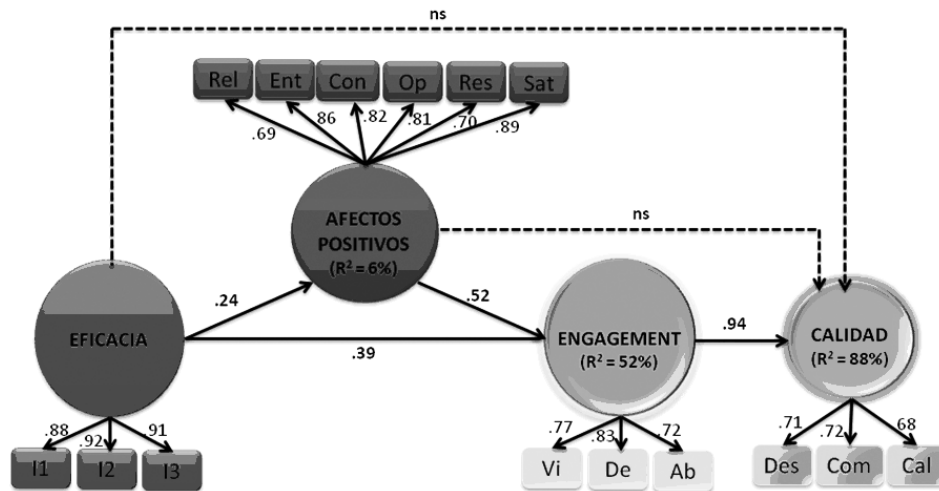 ns
Rel Ent Con Op Res Sat
.69 86 .82 .81 .70 .89
AFECTOS
POSITIVOS
(R² = 6%)
ns
.24
.52
EFICACIA
.39
ENGAGEMENT
(R² = 52%)
.94
CALIDAD
(R² = 88%)
.88 .92 .91
I1 I2 I3
.77 .83 .72
Vi De Ab
.71 .72 68
Des Com Cal